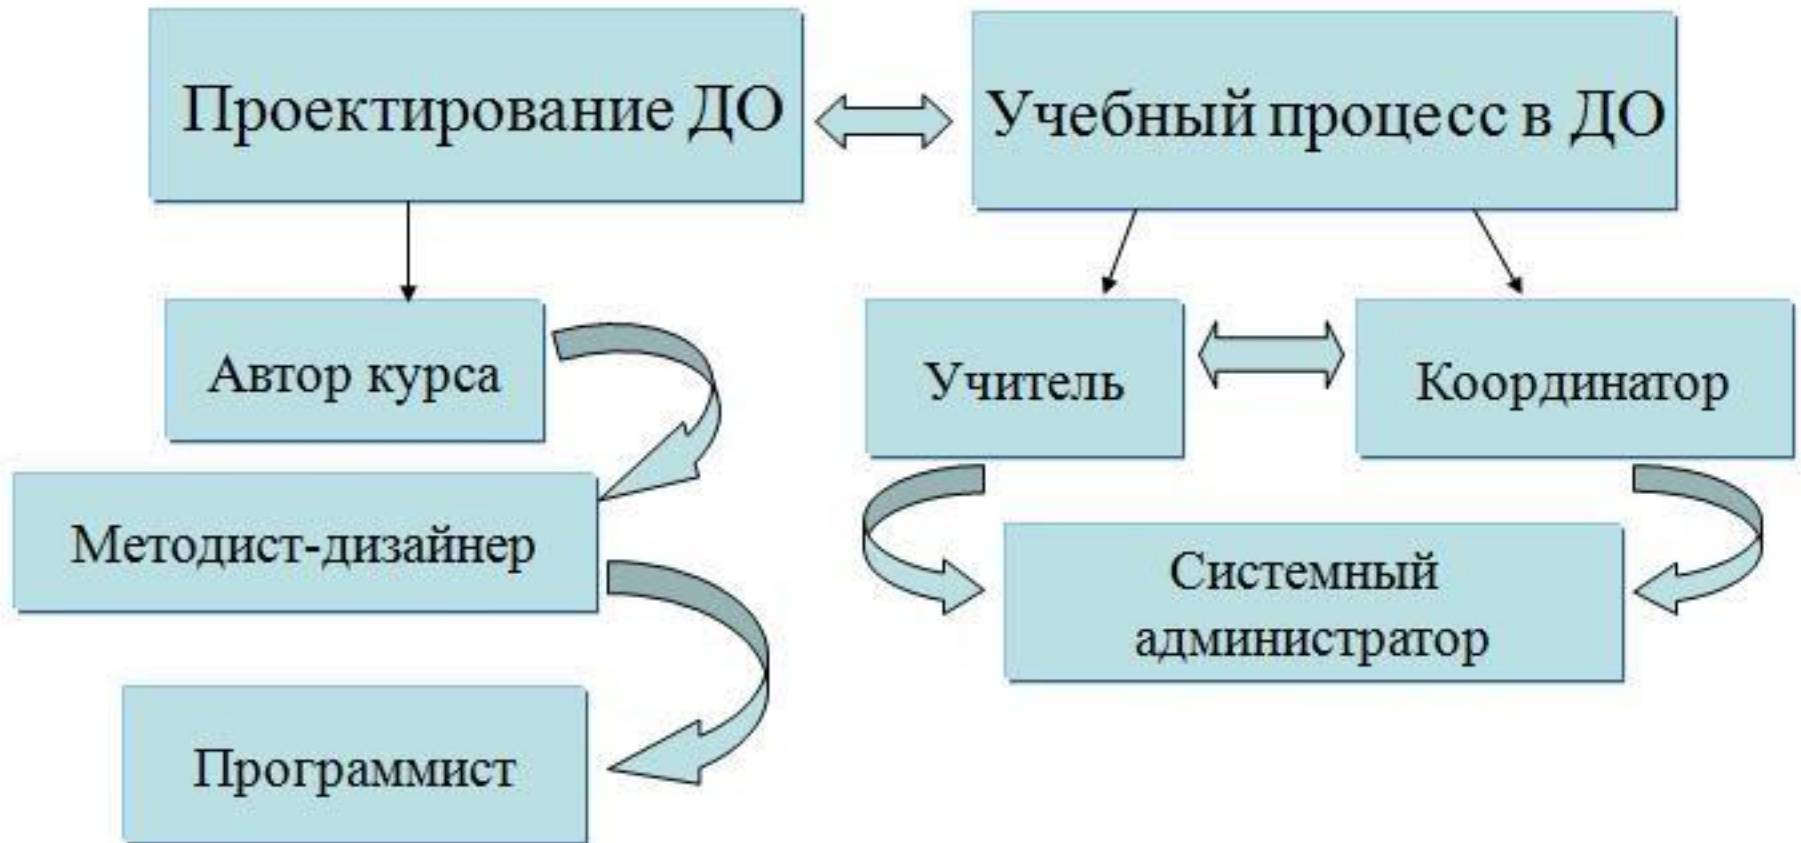 Проектирование ДО
Учебный процесс в ДО
Автор курса
Учитель
Координатор
Методист-дизайнер
Системный
администратор
Программист